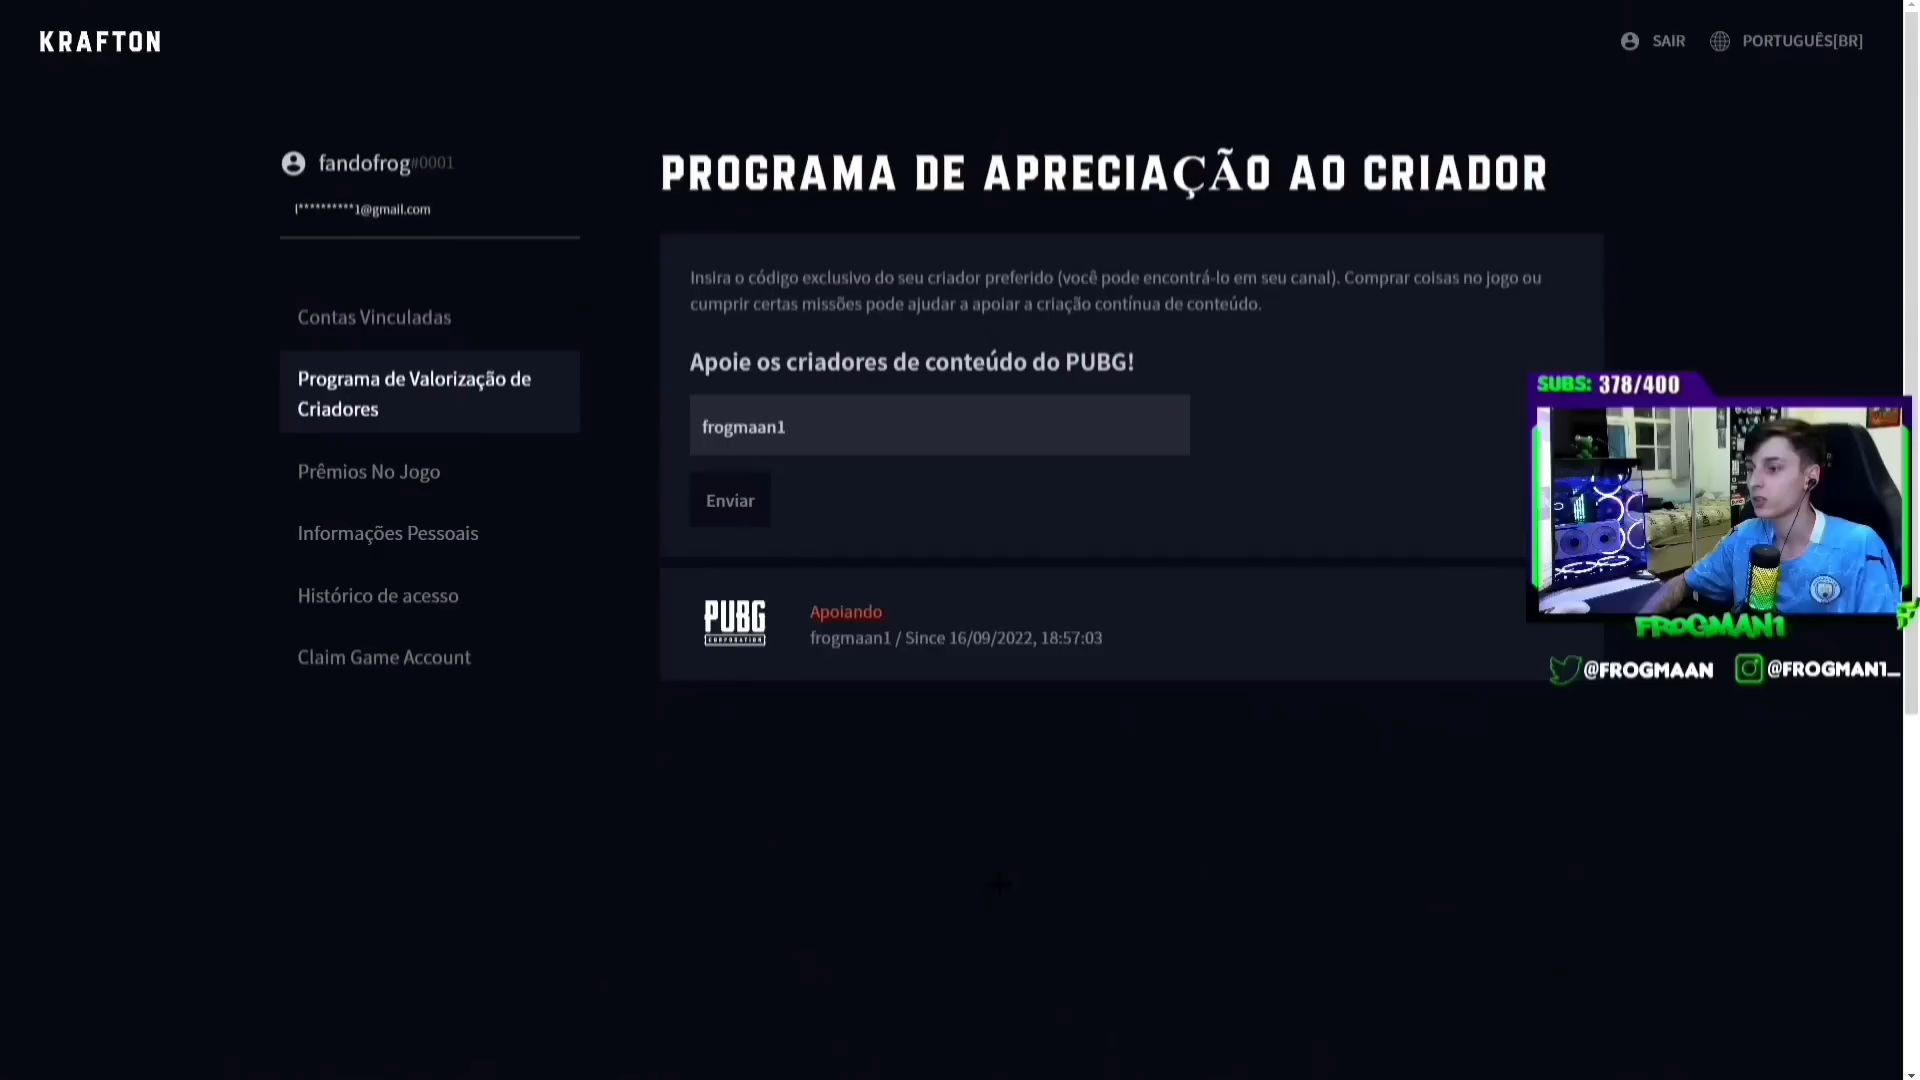 KRAFTON
SAIR
PORTUGUÊS[BR]
fandofrog#0001
l**********1@gmail.com
Contas Vinculadas
Programa de Valorização de
Criadores
Prêmios No Jogo
Informações Pessoais
Histórico de acesso
Claim Game Account
PROGRAMA DE APRECIAÇÃO AO CRIADOR
Insira o código exclusivo do seu criador preferido (você pode encontrá-lo em seu canal). Comprar coisas no jogo ou
cumprir certas missões pode ajudar a apoiar a criação contínua de conteúdo.
Apoie os criadores de conteúdo do PUBG!
frogmaan1
Enviar
PUBG
CORPORATION
Apoiando
frogmaan1 / Since 16/09/2022, 18:57:03
SUBS: 378/400
FROGMAN1
@FROGMAAN
@FROGMAN1_